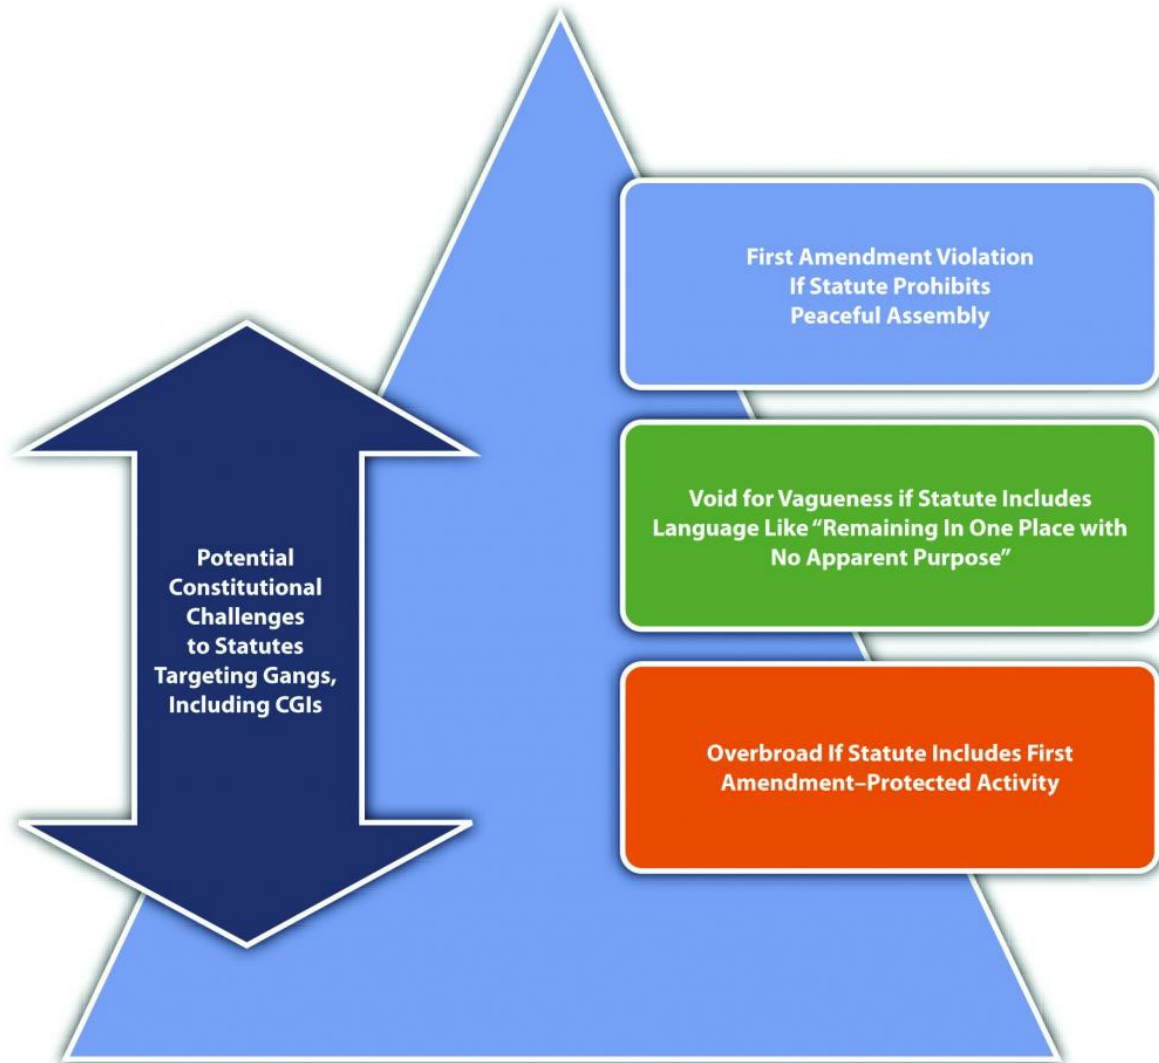 First Amendment Violation
If Statute Prohibits
Peaceful Assembly
Void for Vagueness if Statute Includes
Language Like “Remaining In One Place with
No Apparent Purpose”
Potential
Constitutional
Challenges
to Statutes
Targeting Gangs,
Including CGIs
Overbroad If Statute Includes First
Amendment–Protected Activity